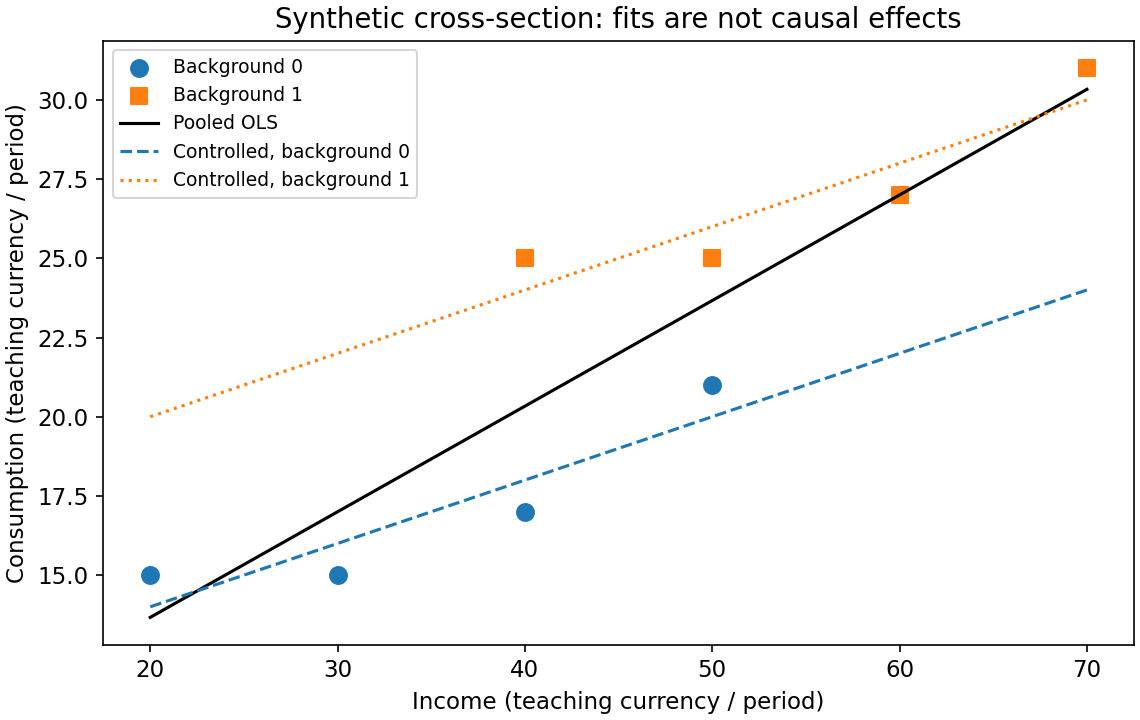 Synthetic cross-section: fits are not causal effects
Background 0
Background 1
Pooled OLS
Controlled, background 0
Controlled, background 1
Consumption (teaching currency / period)
30.0
27.5
25.0
22.5
20.0
17.5
15.0
20 30 40 50 60 70
Income (teaching currency / period)